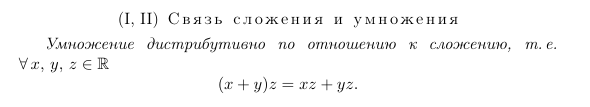 (I, II) Связь сложения и умножения
Умножение дистрибутивно по отношению к сложению, т. е.
∀ x, y, z ∈ ℝ
(x + y)z = xz + yz.